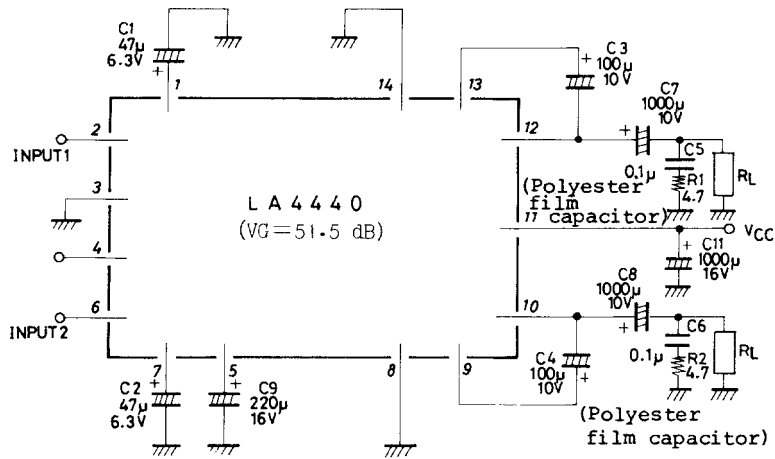 C1
47µ
6.3V
+
1
14
13
+
C3
100µ
10V
C7
1000µ
10V
+
12
2
INPUT1
C5
0.1µ
R1
4.7
RL
(Polyester
film
capacitor)
3
LA4440
(VG=51.5 dB)
11
VCC
+
C11
1000µ
16V
4
C8
1000µ
10V
+
10
6
INPUT2
C6
0.1µ
R2
4.7
RL
7
5
8
9
+
C2
47µ
6.3V
+
C9
220µ
16V
C4
100µ
10V
+
(Polyester
film capacitor)